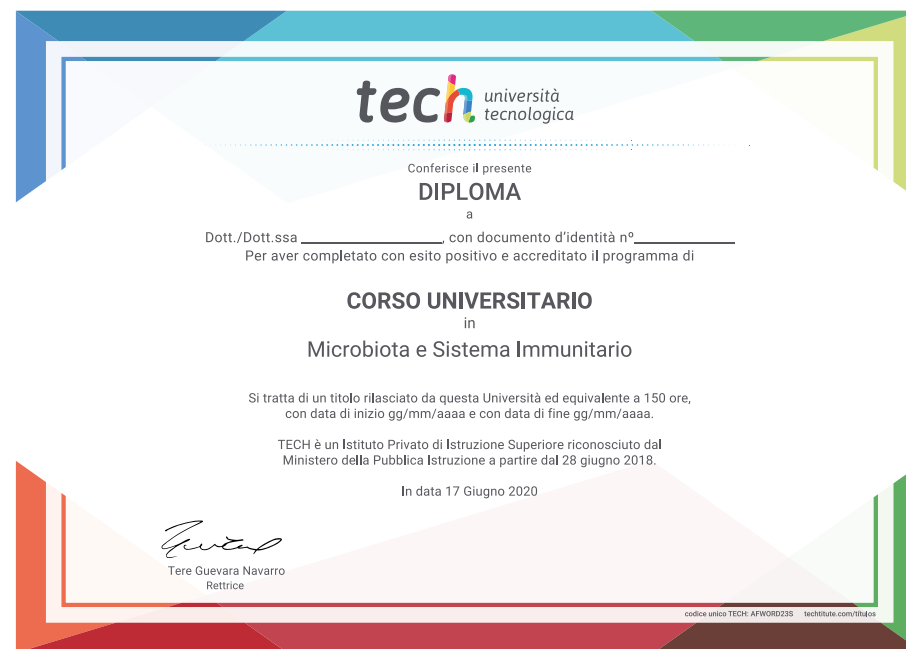 tech università
tecnologica
Conferisce il presente
DIPLOMA
a
Dott./Dott.ssa ____________________, con documento d'identità nº______________
Per aver completato con esito positivo e accreditato il programma di
CORSO UNIVERSITARIO
in
Microbiota e Sistema Immunitario
Si tratta di un titolo rilasciato da questa Università ed equivalente a 150 ore,
con data di inizio gg/mm/aaaa e con data di fine gg/mm/aaaa.
TECH è un Istituto Privato di Istruzione Superiore riconosciuto dal
Ministero della Pubblica Istruzione a partire dal 28 giugno 2018.
In data 17 Giugno 2020
Tere Guevara Navarro
Rettrice
codice unico TECH: AFWORD23S techtitute.com/titulos